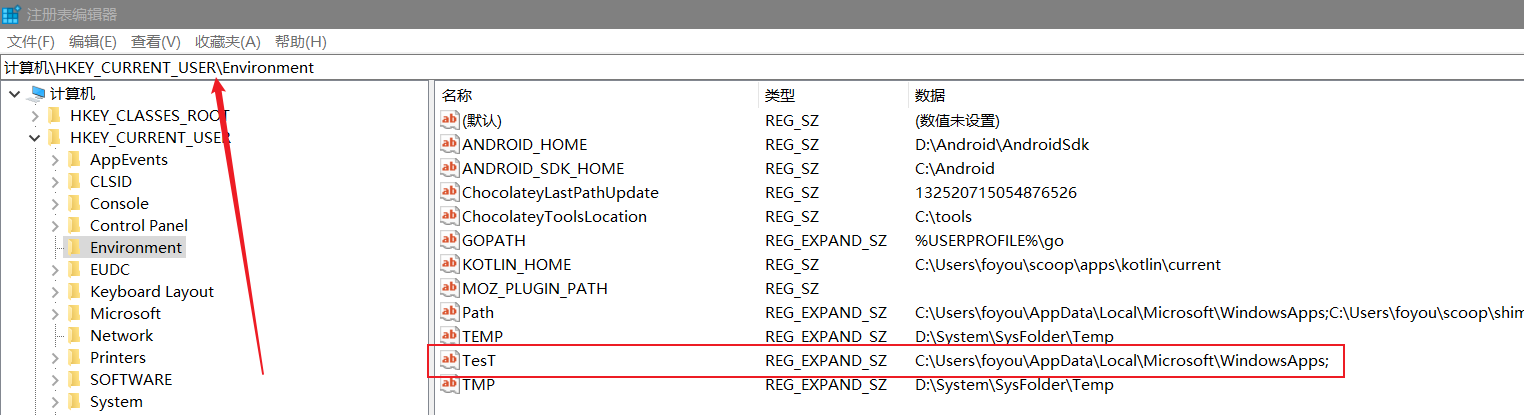 注册表编辑器
文件(F) 编辑(E) 查看(V) 收藏夹(A) 帮助(H)
计算机\HKEY_CURRENT_USER\Environment
计算机
HKEY_CLASSES_ROOT
HKEY_CURRENT_USER
AppEvents
CLSID
Console
Control Panel
Environment
EUDC
Keyboard Layout
Microsoft
Network
Printers
SOFTWARE
System
名称 类型 数据
(默认) REG_SZ (数值未设置)
ANDROID_HOME REG_SZ D:\Android\AndroidSdk
ANDROID_SDK_HOME REG_SZ C:\Android
ChocolateyLastPathUpdate REG_SZ 132520715054876526
ChocolateyToolsLocation REG_SZ C:\tools
GOPATH REG_EXPAND_SZ %USERPROFILE%\go
KOTLIN_HOME REG_SZ C:\Users\foyou\scoop\apps\kotlin\current
MOZ_PLUGIN_PATH REG_SZ
Path REG_EXPAND_SZ C:\Users\foyou\AppData\Local\Microsoft\WindowsApps;C:\Users\foyou\scoop\shim
TEMP REG_EXPAND_SZ D:\System\SysFolder\Temp
TesT REG_EXPAND_SZ C:\Users\foyou\AppData\Local\Microsoft\WindowsApps;
TMP REG_EXPAND_SZ D:\System\SysFolder\Temp